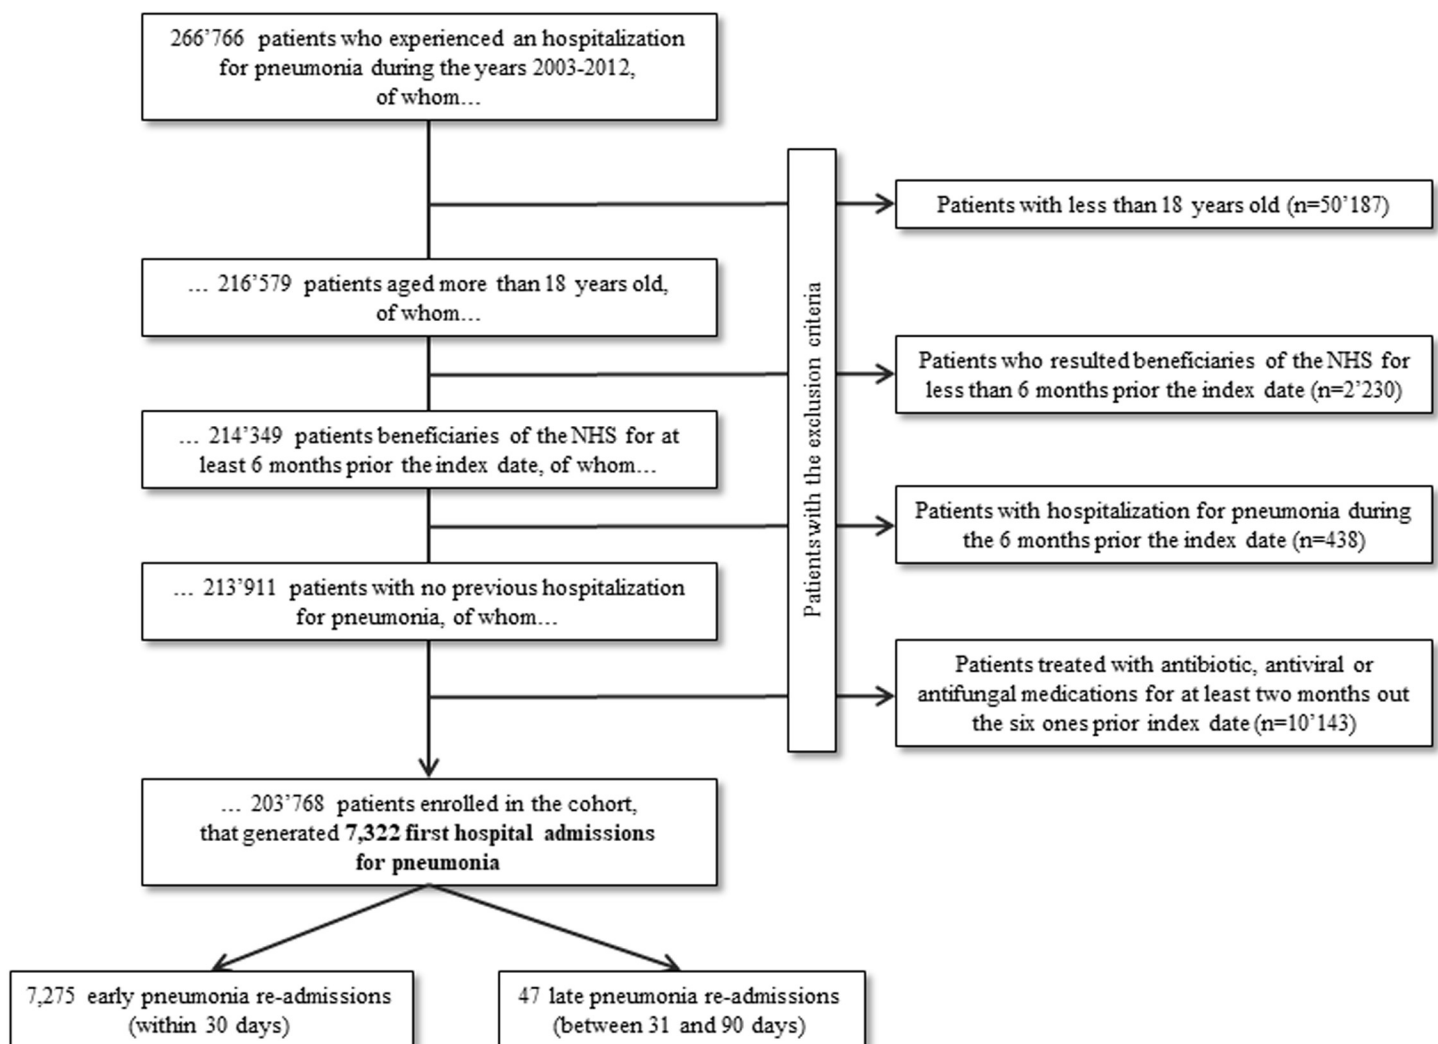 266’766 patients who experienced an hospitalization
for pneumonia during the years 2003-2012,
of whom…
Patients with less than 18 years old (n=50’187)
… 216’579 patients aged more than 18 years old,
of whom…
Patients with the exclusion criteria
Patients who resulted beneficiaries of the NHS for
less than 6 months prior the index date (n=2’230)
… 214’349 patients beneficiaries of the NHS for at
least 6 months prior the index date, of whom…
Patients with hospitalization for pneumonia during
the 6 months prior the index date (n=438)
… 213’911 patients with no previous hospitalization
for pneumonia, of whom…
Patients treated with antibiotic, antiviral or
antifungal medications for at least two months out
the six ones prior index date (n=10’143)
… 203’768 patients enrolled in the cohort,
that generated 7,322 first hospital admissions
for pneumonia
7,275 early pneumonia re-admissions
(within 30 days)
47 late pneumonia re-admissions
(between 31 and 90 days)